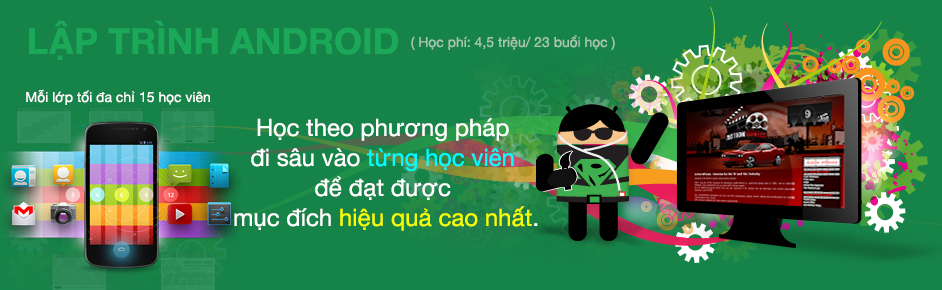 LẬP TRÌNH ANDROID ( Học phí: 4,5 triệu/ 23 buổi học )
Mỗi lớp tối đa chỉ 15 học viên
Học theo phương pháp
đi sâu vào từng học viên
để đạt được
mục đích hiệu quả cao nhất.
12
9